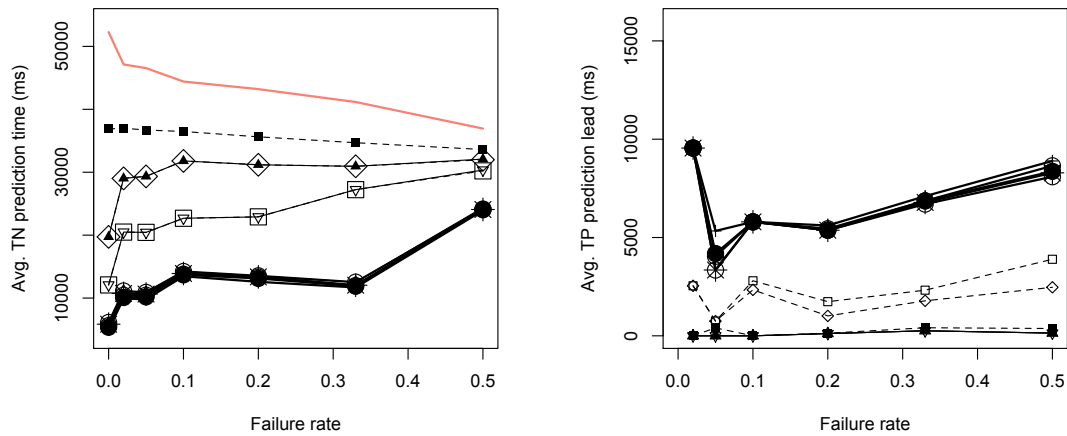 Avg. TN prediction time (ms)
50000
30000
10000
0.0 0.1 0.2 0.3 0.4 0.5
Failure rate
Avg. TP prediction lead (ms)
15000
10000
5000
0
0.0 0.1 0.2 0.3 0.4 0.5
Failure rate